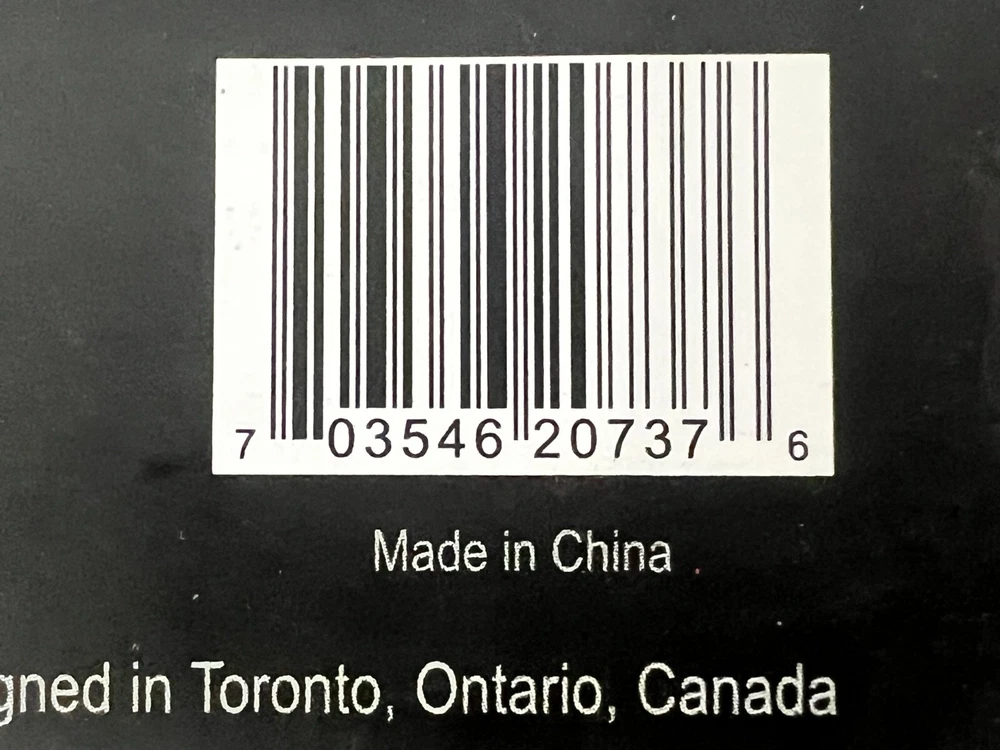 7 03546 20737 6
Made in China
gned in Toronto, Ontario, Canada